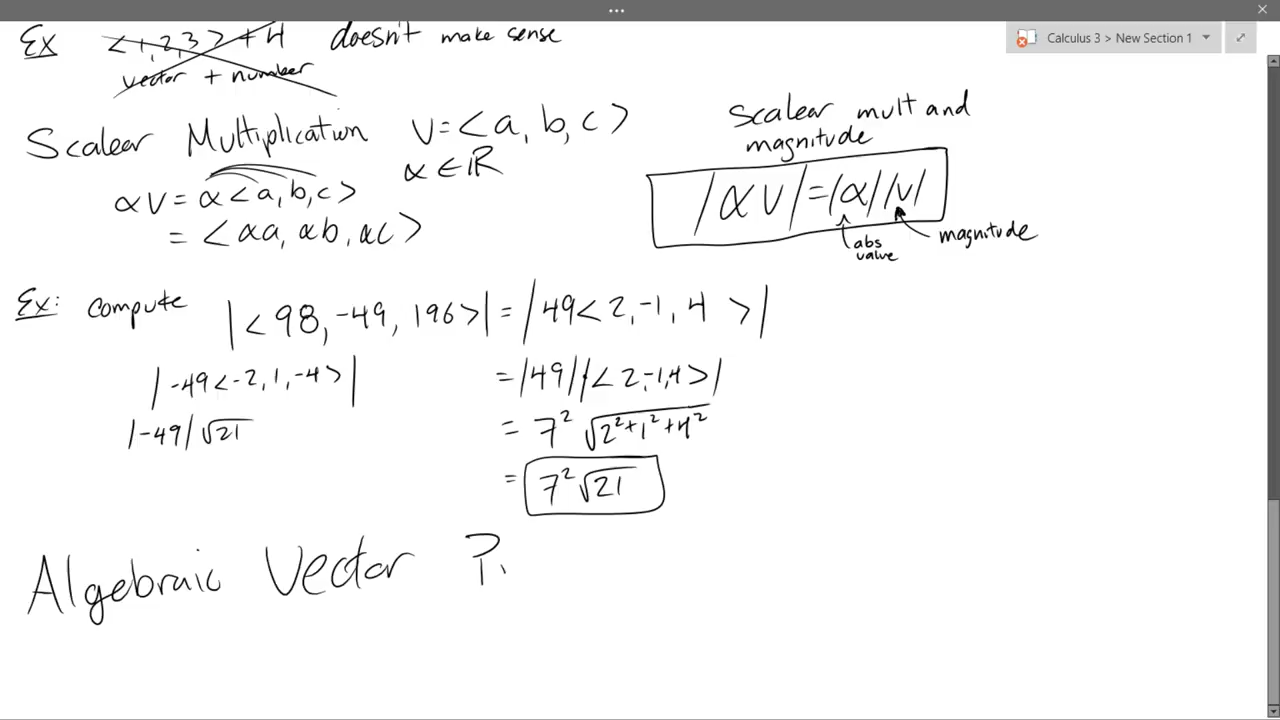 Calculus 3 > New Section 1
Ex <1,2,3> + 4 doesn't make sense
vector + number
Scalear Multiplication V = <a, b, c>
α ∈ ℝ
αV = α<a, b, c>
= <αa, αb, αc>
Scalear mult and
magnitude
|αV| = |α||V|
abs
value
magnitude
Ex: compute |<98, -49, 196>| = |49<2, -1, 4>|
|-49<-2, 1, -4>|
= |49||<2,-1,4>|
|-49|√21
= 7² √2²+1²+4²
= 7²√21
Algebraic Vector P